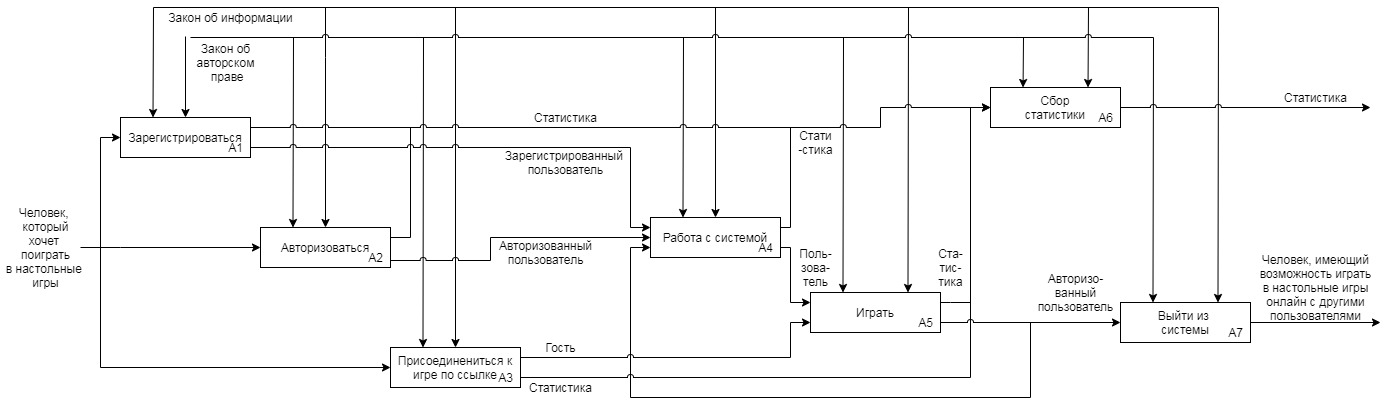 Закон об информации
Закон об
авторском
праве
Зарегистрироваться
A1
Статистика
Зарегистрированный
пользователь
Стати
-стика
Сбор
статистики
A6
Статистика
Человек,
который
хочет
поиграть
в настольные
игры
Авторизоваться
A2
Авторизованный
пользователь
Работа с системой
A4
Поль-
зова-
тель
Играть
A5
Ста-
тис-
тика
Авторизо-
ванный
пользователь
Выйти из
системы
A7
Человек, имеющий
возможность играть
в настольные игры
онлайн с другими
пользователями
Присоединениться к
игре по ссылке
A3
Гость
Статистика